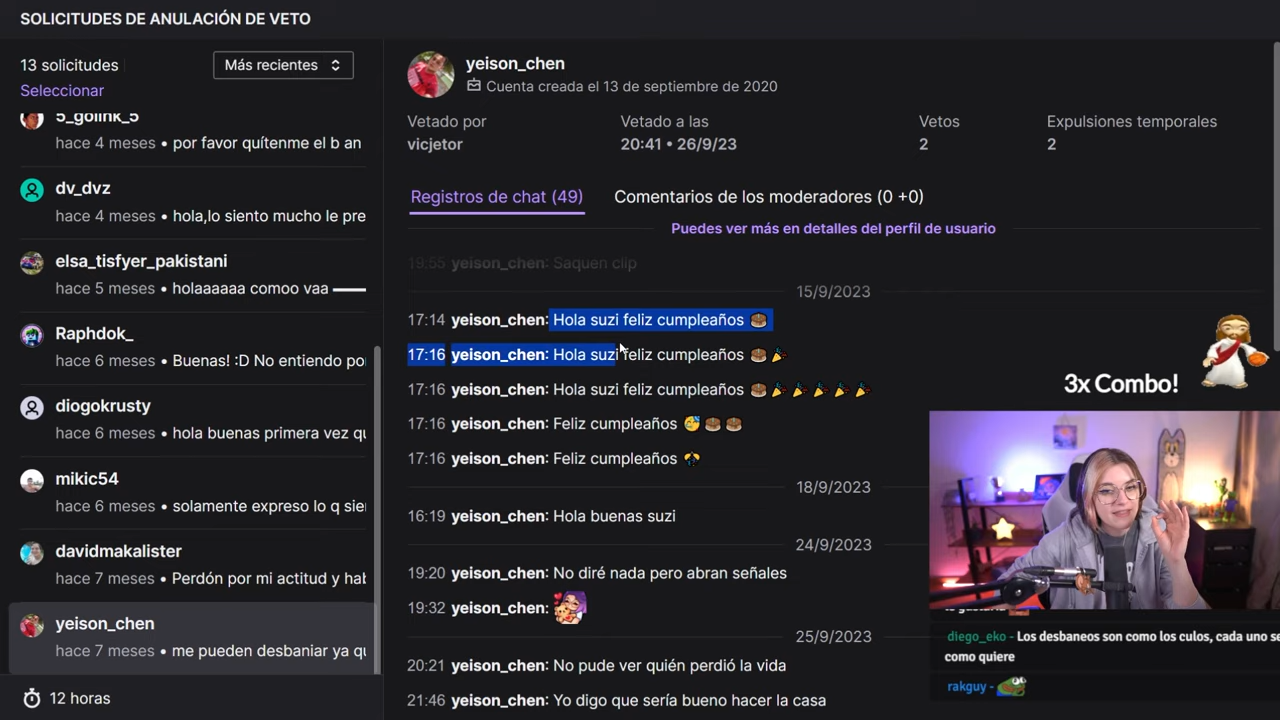 SOLICITUDES DE ANULACIÓN DE VETO
13 solicitudes
Más recientes
Seleccionar
5_golink_5
hace 4 meses • por favor quítenme el b an
dv_dvz
hace 4 meses • hola,lo siento mucho le pre
elsa_tisfyer_pakistani
hace 5 meses • holaaaaaa comoo vaa
Raphdok_
hace 6 meses • Buenas! :D No entiendo por
diogokrusty
hace 6 meses • hola buenas primera vez qu
mikic54
hace 6 meses • solamente expreso lo q sien
davidmakalister
hace 7 meses • Perdón por mi actitud y hab
yeison_chen
hace 7 meses • me pueden desbaniar ya qu
12 horas
yeison_chen
Cuenta creada el 13 de septiembre de 2020
Vetado por
vicjetor
Vetado a las
20:41 • 26/9/23
Vetos
2
Expulsiones temporales
2
Registros de chat (49)
Comentarios de los moderadores (0 +0)
Puedes ver más en detalles del perfil de usuario
19:55 yeison_chen: Saquen clip
15/9/2023
17:14 yeison_chen: Hola suzi feliz cumpleaños 🎂
17:16 yeison_chen: Hola suzi feliz cumpleaños 🎂🎉
17:16 yeison_chen: Hola suzi feliz cumpleaños 🎂🎉🎉🎉🎉🎉
17:16 yeison_chen: Feliz cumpleaños 🥳🎂🎂
17:16 yeison_chen: Feliz cumpleaños
18/9/2023
16:19 yeison_chen: Hola buenas suzi
24/9/2023
19:20 yeison_chen: No diré nada pero abran señales
19:32 yeison_chen:
25/9/2023
20:21 yeison_chen: No pude ver quién perdió la vida
21:46 yeison_chen: Yo digo que sería bueno hacer la casa
3x Combo!
diego_eko - Los desbaneos son como los culos, cada uno se
como quiere
rakguy -